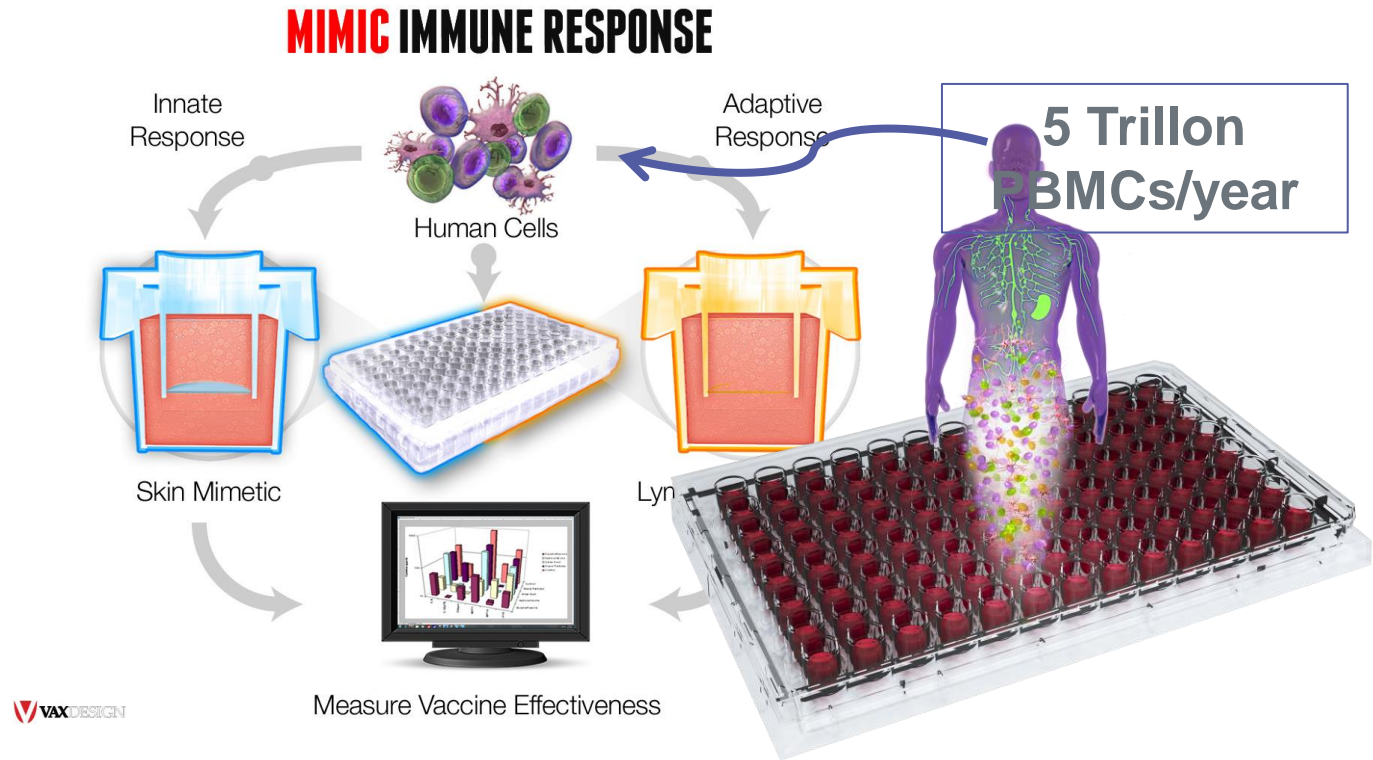 MIMIC IMMUNE RESPONSE
Innate
Response
Adaptive
Response
5 Trillon
PBMCs/year
Human Cells
Skin Mimetic
Lyn
Measure Vaccine Effectiveness
VAXDESIGN